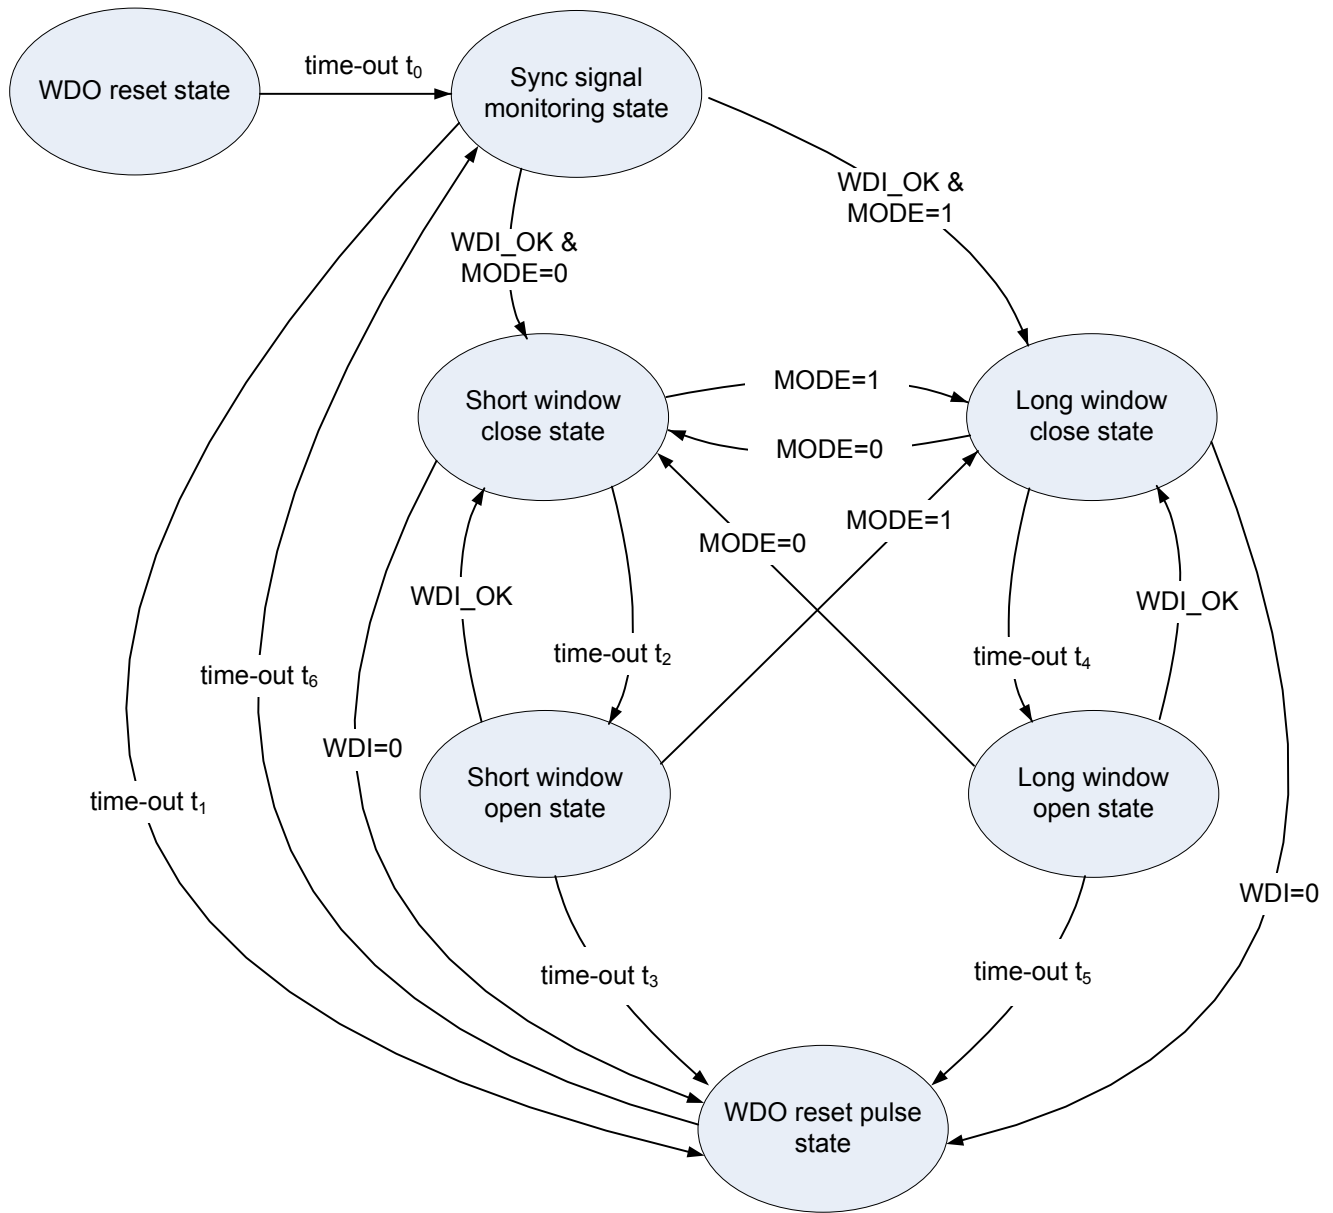 WDO reset state
time-out t₀
Sync signal
monitoring state
WDI_OK &
MODE=1
WDI_OK &
MODE=0
Short window
close state
MODE=1
MODE=0
Long window
close state
MODE=0
MODE=1
WDI_OK
time-out t₂
time-out t₄
WDI_OK
time-out t₆
WDI=0
time-out t₁
Short window
open state
Long window
open state
WDI=0
time-out t₃
time-out t₅
WDO reset pulse
state